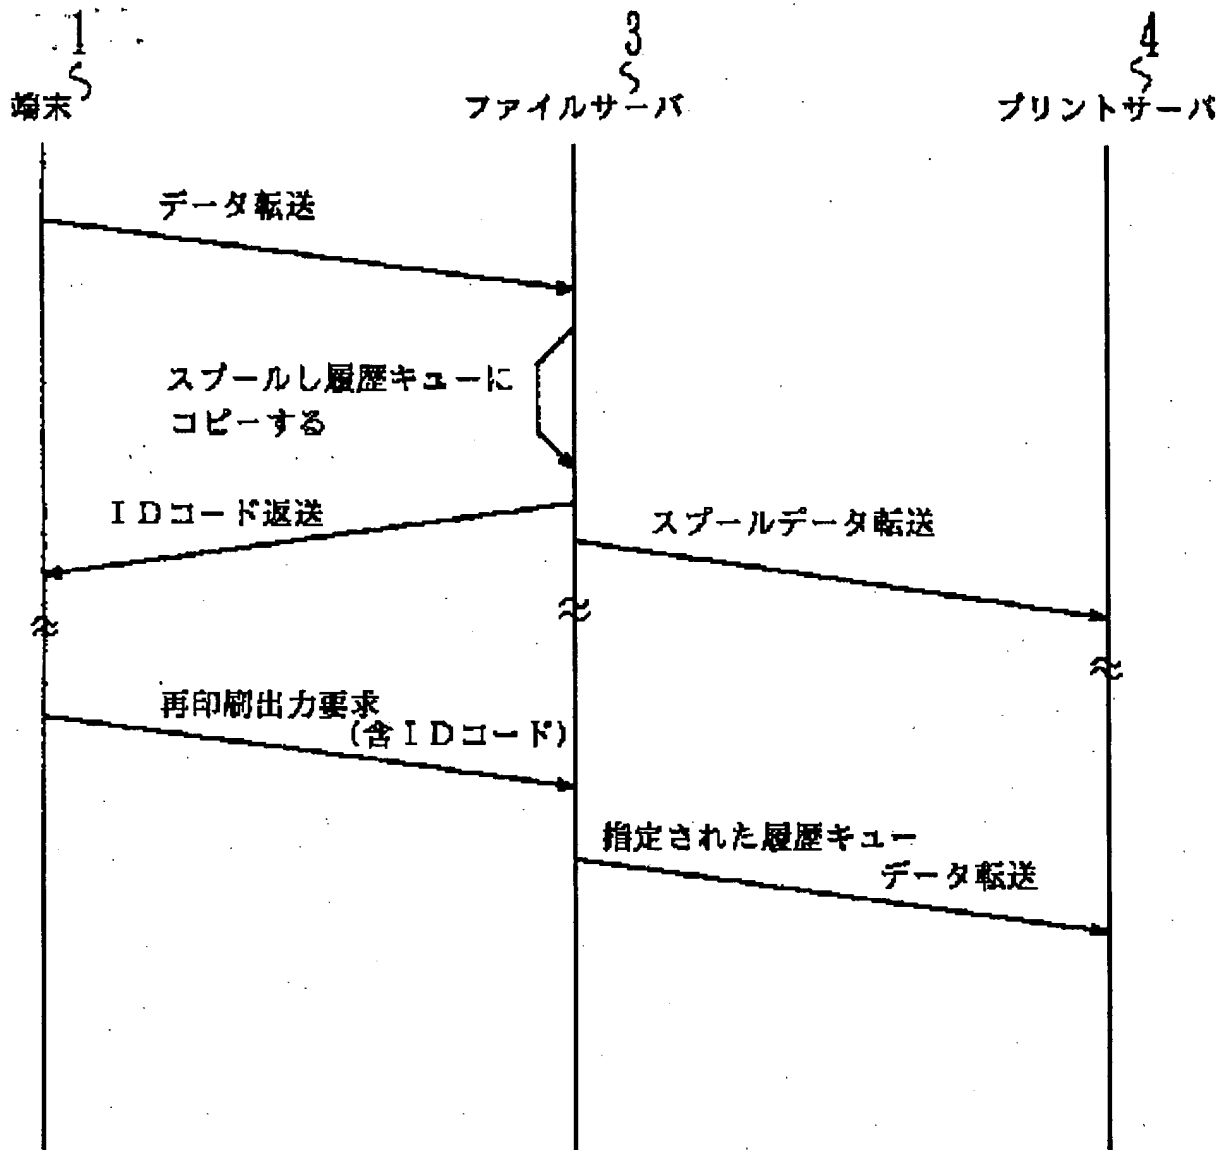 1
3
4
端末
ファイルサーバ
プリントサーバ
データ転送
スプールし履歴キューに
コピーする
IDコード返送
スプールデータ転送
再印刷出力要求
(含IDコード)
指定された履歴キュー
データ転送